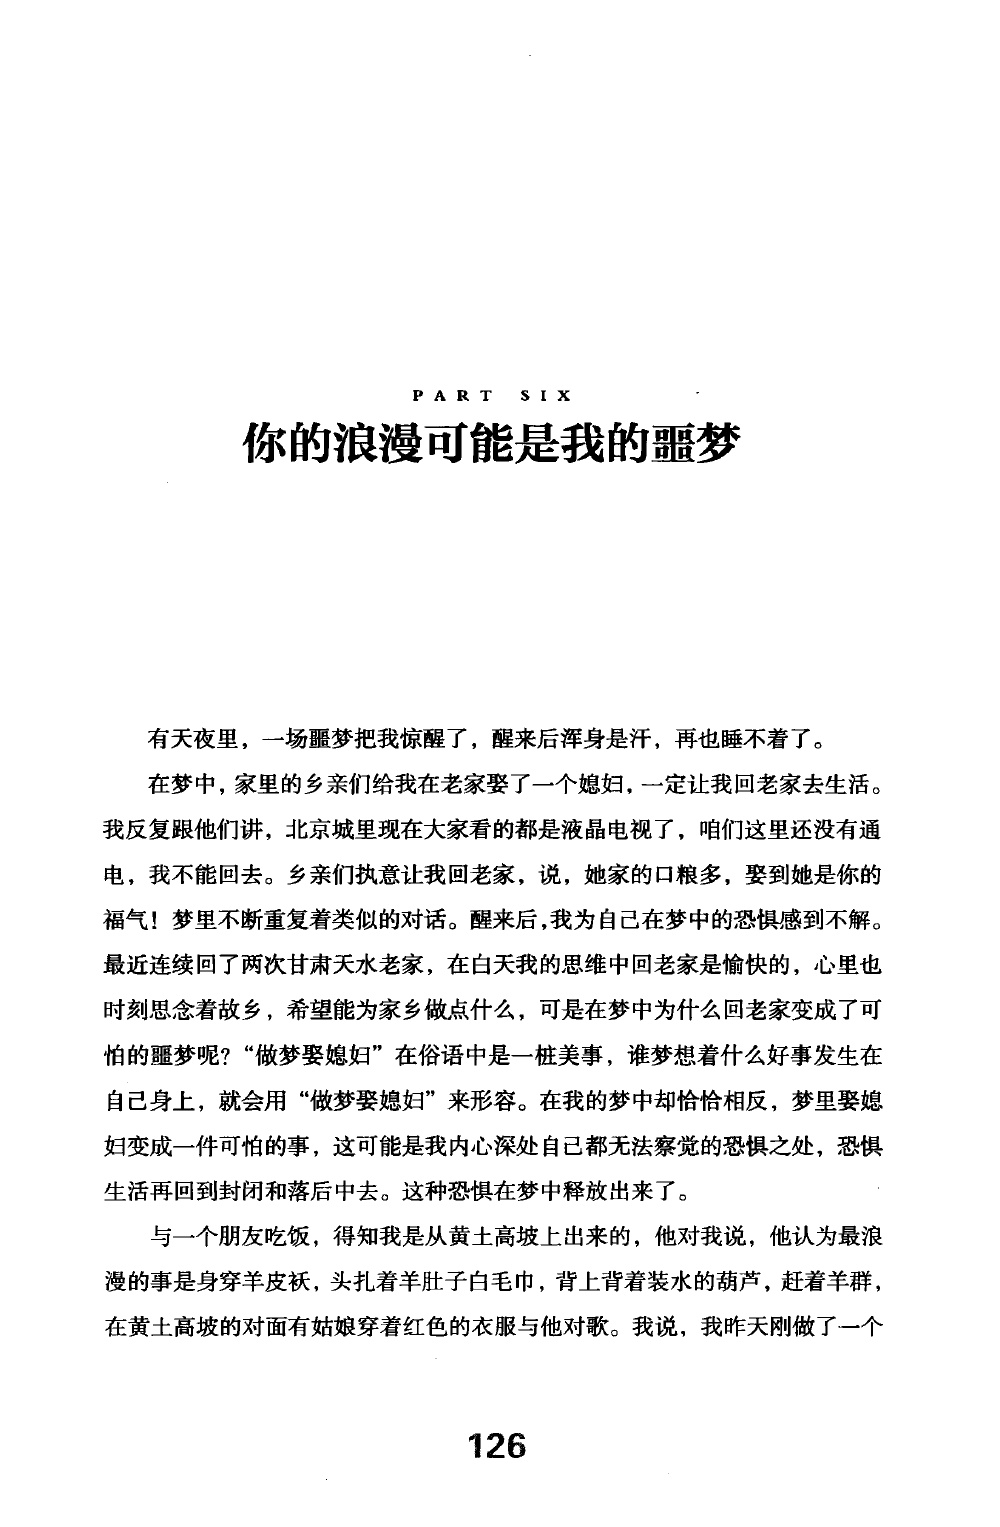 PART SIX
你的浪漫可能是我的噩梦
有天夜里，一场噩梦把我惊醒了，醒来后浑身是汗，再也睡不着了。
在梦中，家里的乡亲们给我在老家娶了一个媳妇，一定让我回老家去生活。
我反复跟他们讲，北京城里现在大家看的都是液晶电视了，咱们这里还没有通
电，我不能回去。乡亲们执意让我回老家，说，她家的口粮多，娶到她是你的
福气！梦里不断重复着类似的对话。醒来后，我为自己在梦中的恐惧感到不解。
最近连续回了两次甘肃天水老家，在白天我的思维中回老家是愉快的，心里也
时刻思念着故乡，希望能为家乡做点什么，可是在梦中为什么回老家变成了可
怕的噩梦呢？“做梦娶媳妇”在俗语中是一桩美事，谁梦想着什么好事发生在
自己身上，就会用“做梦娶媳妇”来形容。在我的梦中却恰恰相反，梦里娶媳
妇变成一件可怕的事，这可能是我内心深处自己都无法察觉的恐惧之处，恐惧
生活再回到封闭和落后中去。这种恐惧在梦中释放出来了。
与一个朋友吃饭，得知我是从黄土高坡上出来的，他对我说，他认为最浪
漫的事是身穿羊皮袄，头扎着羊肚子白毛巾，背上背着装水的葫芦，赶着羊群，
在黄土高坡的对面有姑娘穿着红色的衣服与他对歌。我说，我昨天刚做了一个
126